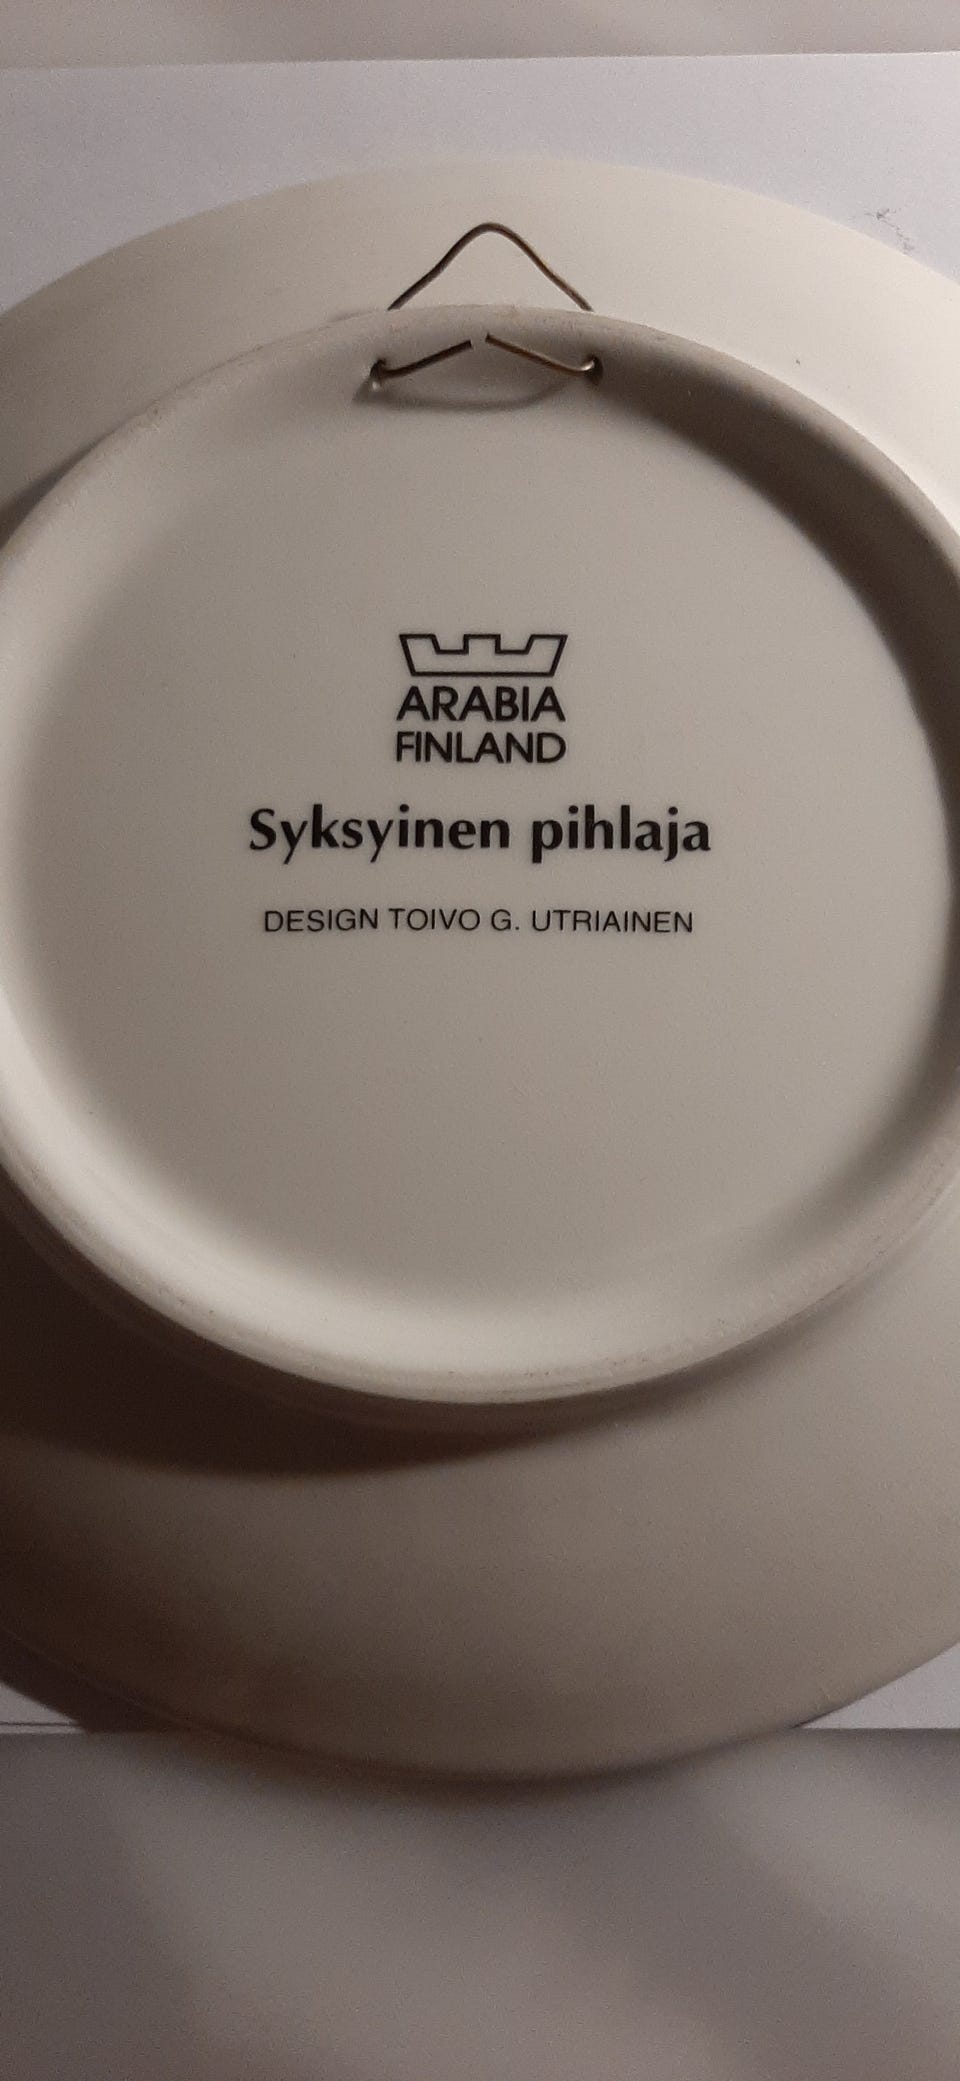 ARABIA
FINLAND
Syksyinen pihlaja
DESIGN TOIVO G. UTRIAINEN